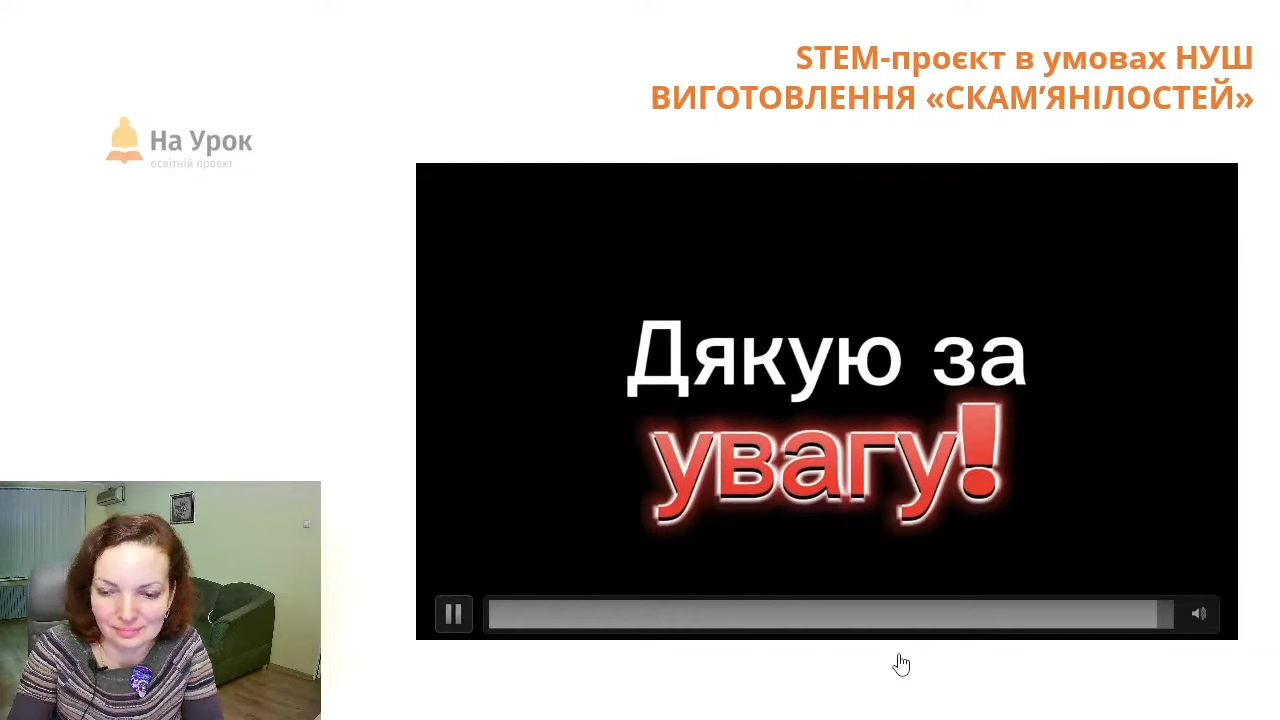 STEM-проєкт в умовах НУШ
ВИГОТОВЛЕННЯ «СКАМ’ЯНІЛОСТЕЙ»
На Урок
освітній проект
Дякую за
увагу!